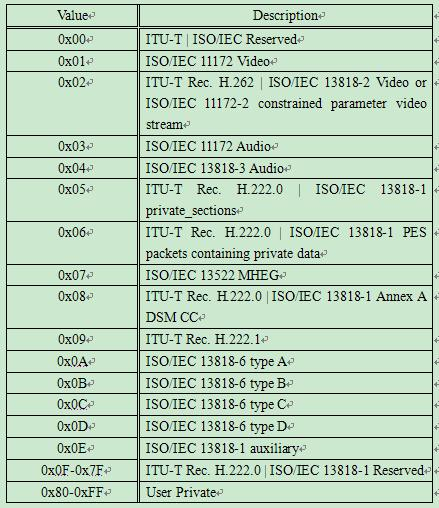 Value Description
0x00 ITU-T | ISO/IEC Reserved
0x01 ISO/IEC 11172 Video
0x02 ITU-T Rec. H.262 | ISO/IEC 13818-2 Video or
ISO/IEC 11172-2 constrained parameter video
stream
0x03 ISO/IEC 11172 Audio
0x04 ISO/IEC 13818-3 Audio
0x05 ITU-T Rec. H.222.0 | ISO/IEC 13818-1
private_sections
0x06 ITU-T Rec. H.222.0 | ISO/IEC 13818-1 PES
packets containing private data
0x07 ISO/IEC 13522 MHEG
0x08 ITU-T Rec. H.222.0 | ISO/IEC 13818-1 Annex A
DSM CC
0x09 ITU-T Rec. H.222.1
0x0A ISO/IEC 13818-6 type A
0x0B ISO/IEC 13818-6 type B
0x0C ISO/IEC 13818-6 type C
0x0D ISO/IEC 13818-6 type D
0x0E ISO/IEC 13818-1 auxiliary
0x0F-0x7F ITU-T Rec. H.222.0 | ISO/IEC 13818-1 Reserved
0x80-0xFF User Private